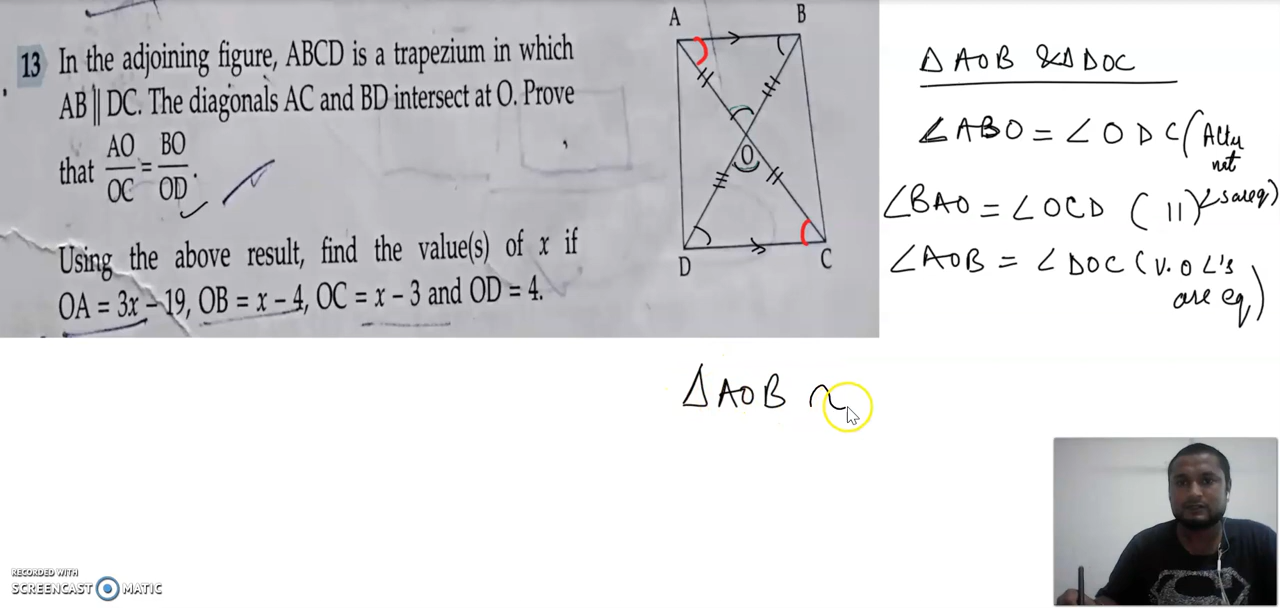 13 In the adjoining figure, ABCD is a trapezium in which
AB || DC. The diagonals AC and BD intersect at O. Prove
that AO/OC = BO/OD.
Using the above result, find the value(s) of x if
OA = 3x – 19, OB = x – 4, OC = x – 3 and OD = 4.
A B
O
D C
Δ AOB & Δ DOC
∠ABO = ∠ODC (Alter
nat
∠BAO = ∠OCD ( || ∠s are eq)
∠AOB = ∠DOC (V.O ∠'s
are eq)
Δ AOB ~
RECORDED WITH
SCREENCAST MATIC